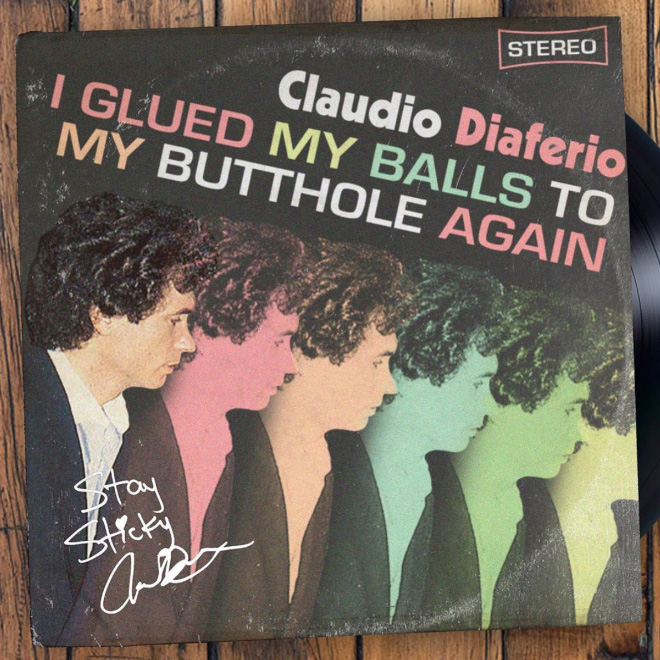 STEREO
Claudio Diaferio
I GLUED MY BALLS TO
MY BUTTHOLE AGAIN
Stay
Sticky